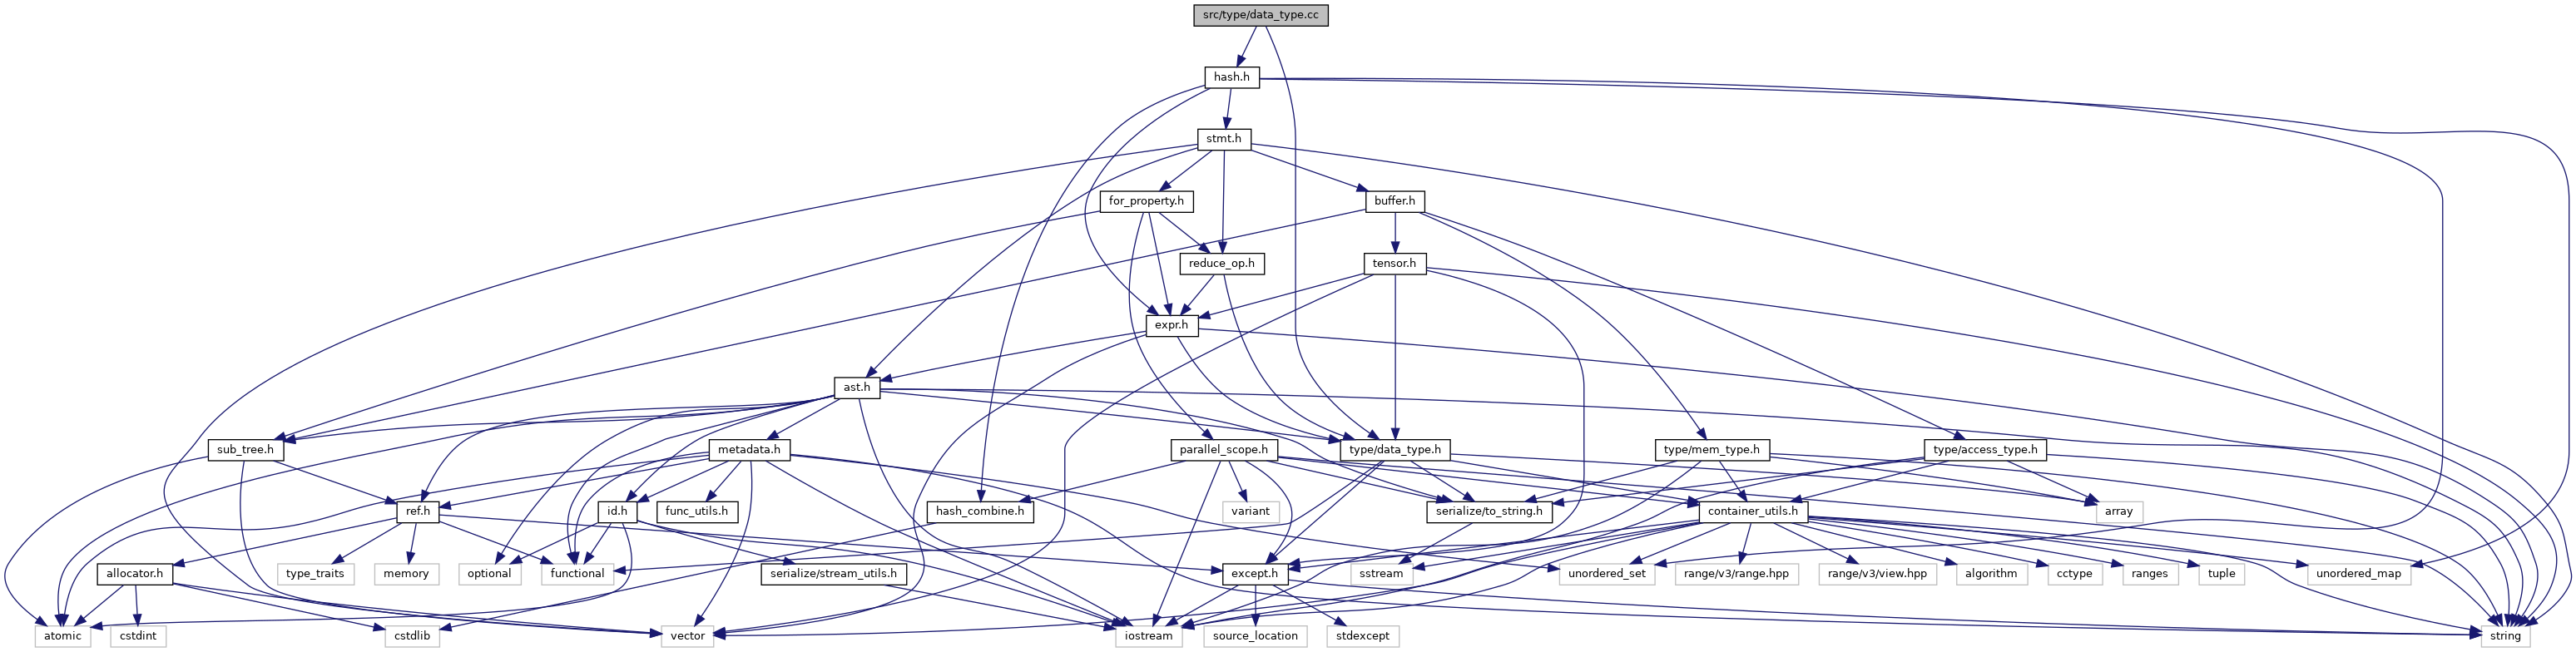 src/type/data_type.cc
hash.h
stmt.h
for_property.h
buffer.h
reduce_op.h
tensor.h
expr.h
ast.h
sub_tree.h
metadata.h
parallel_scope.h
type/data_type.h
type/mem_type.h
type/access_type.h
ref.h
id.h
func_utils.h
hash_combine.h
variant
serialize/to_string.h
container_utils.h
array
allocator.h
type_traits
memory
optional
functional
serialize/stream_utils.h
except.h
sstream
unordered_set
range/v3/range.hpp
range/v3/view.hpp
algorithm
cctype
ranges
tuple
unordered_map
atomic
cstdint
cstdlib
vector
iostream
source_location
stdexcept
string